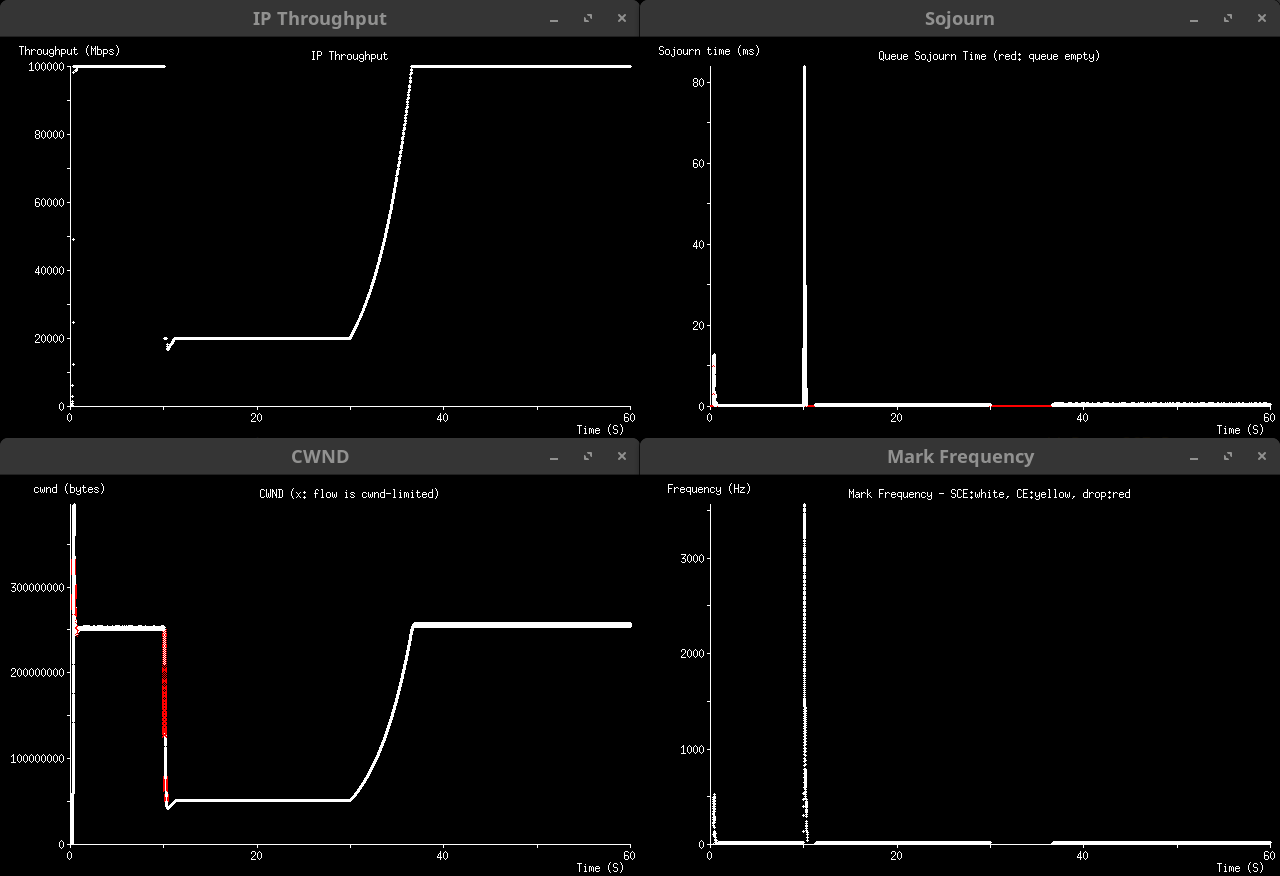 IP Throughput
Throughput (Mbps)
IP Throughput
100000
80000
60000
40000
20000
0
0 20 40 60
Time (S)
Sojourn
Sojourn time (ms)
Queue Sojourn Time (red: queue empty)
80
60
40
20
0
0 20 40 60
Time (S)
CWND
cwnd (bytes)
CWND (x: flow is cwnd-limited)
300000000
200000000
100000000
0
0 20 40 60
Time (S)
Mark Frequency
Frequency (Hz)
Mark Frequency - SCE:white, CE:yellow, drop:red
3000
2000
1000
0
0 20 40 60
Time (S)